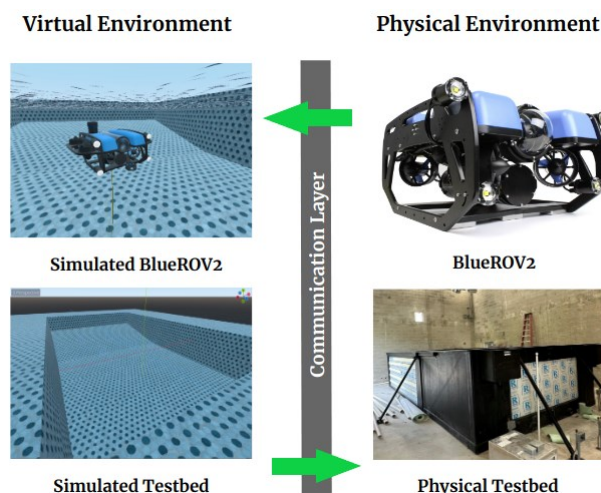 Virtual Environment
Physical Environment
Communication Layer
Simulated BlueROV2
BlueROV2
Simulated Testbed
Physical Testbed